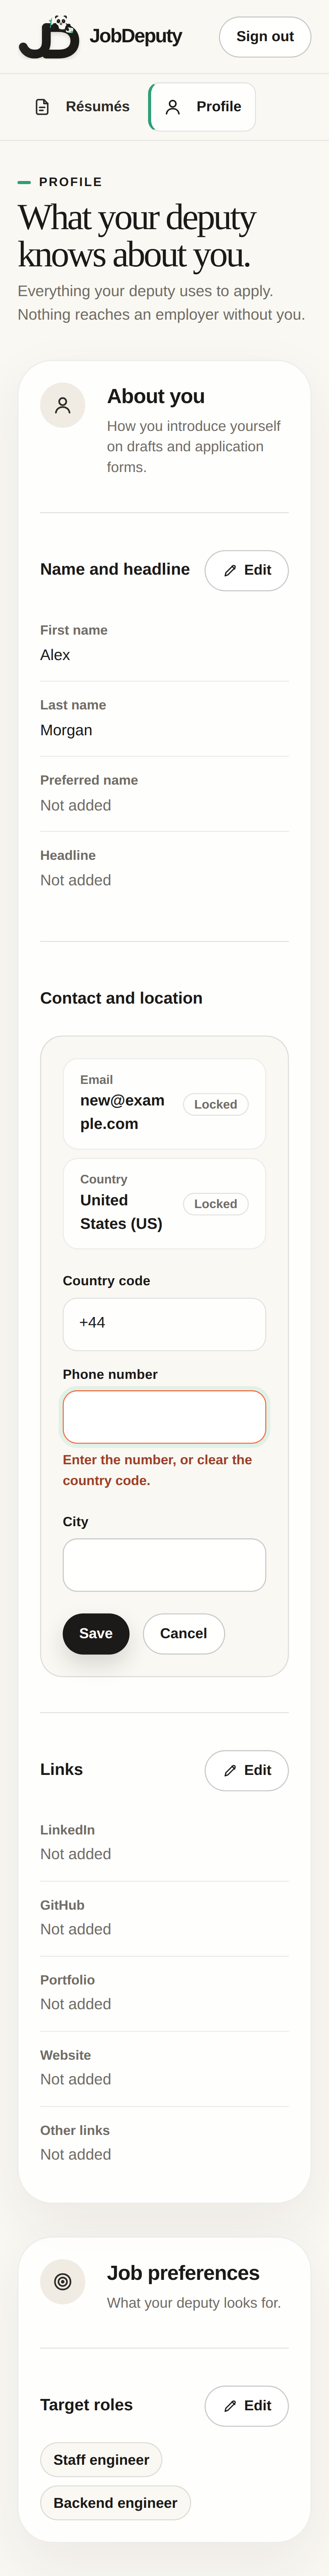 JobDeputy
Sign out
Résumés
Profile
PROFILE
What your deputy
knows about you.
Everything your deputy uses to apply.
Nothing reaches an employer without you.
About you
How you introduce yourself
on drafts and application
forms.
Name and headline
Edit
First name
Alex
Last name
Morgan
Preferred name
Not added
Headline
Not added
Contact and location
Email
new@exam
ple.com
Locked
Country
United
States (US)
Locked
Country code
+44
Phone number
Enter the number, or clear the
country code.
City
Save
Cancel
Links
Edit
LinkedIn
Not added
GitHub
Not added
Portfolio
Not added
Website
Not added
Other links
Not added
Job preferences
What your deputy looks for.
Target roles
Edit
Staff engineer
Backend engineer